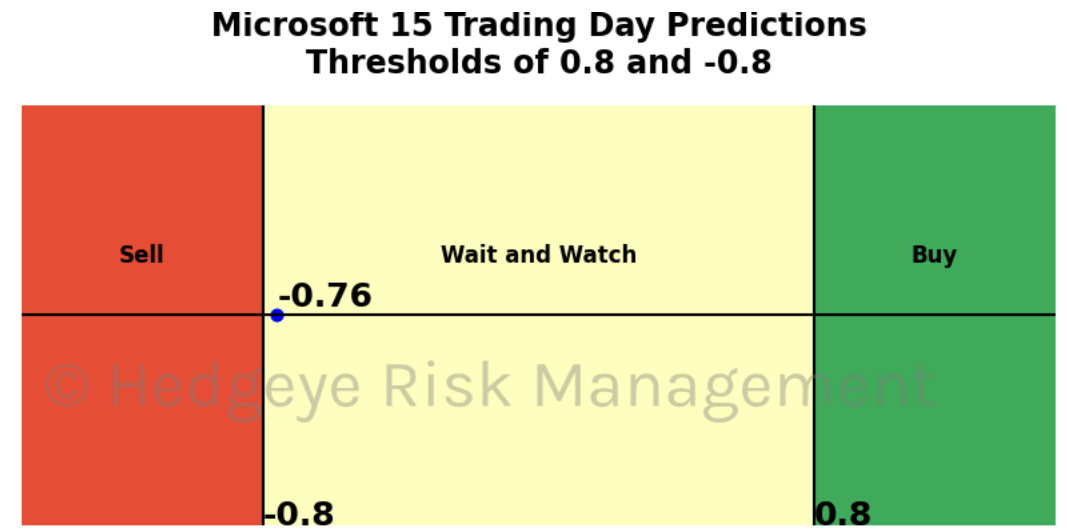 Microsoft 15 Trading Day Predictions
Thresholds of 0.8 and -0.8
Sell
Wait and Watch
Buy
-0.76
© Hedgeye Risk Management
-0.8
0.8